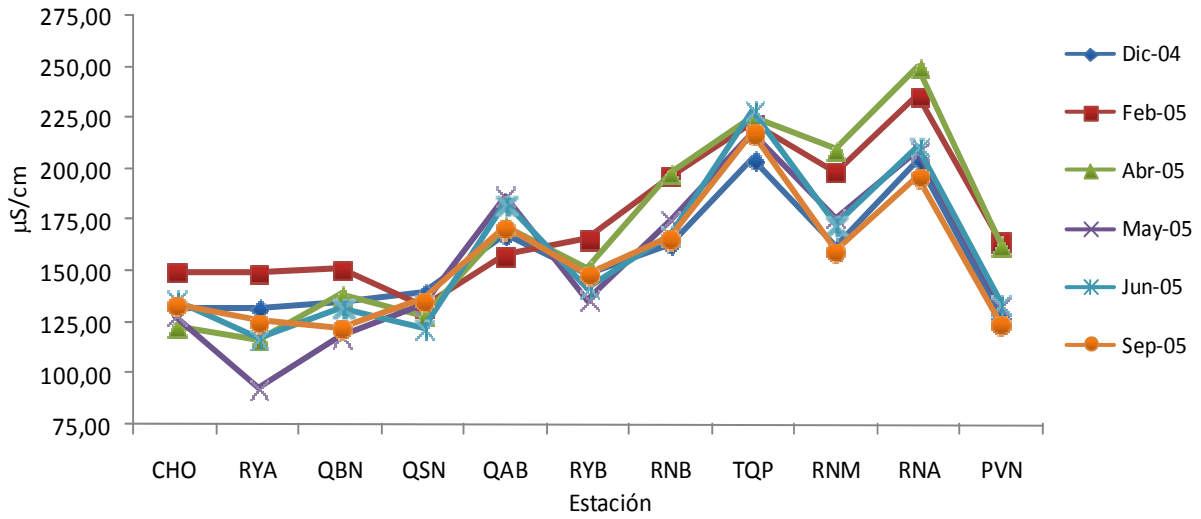 275,00
250,00
225,00
200,00
175,00
150,00
125,00
100,00
75,00
µS/cm
CHO RYA QBN QSN QAB RYB RNB TQP RNM RNA PVN
Estación
Dic-04
Feb-05
Abr-05
May-05
Jun-05
Sep-05